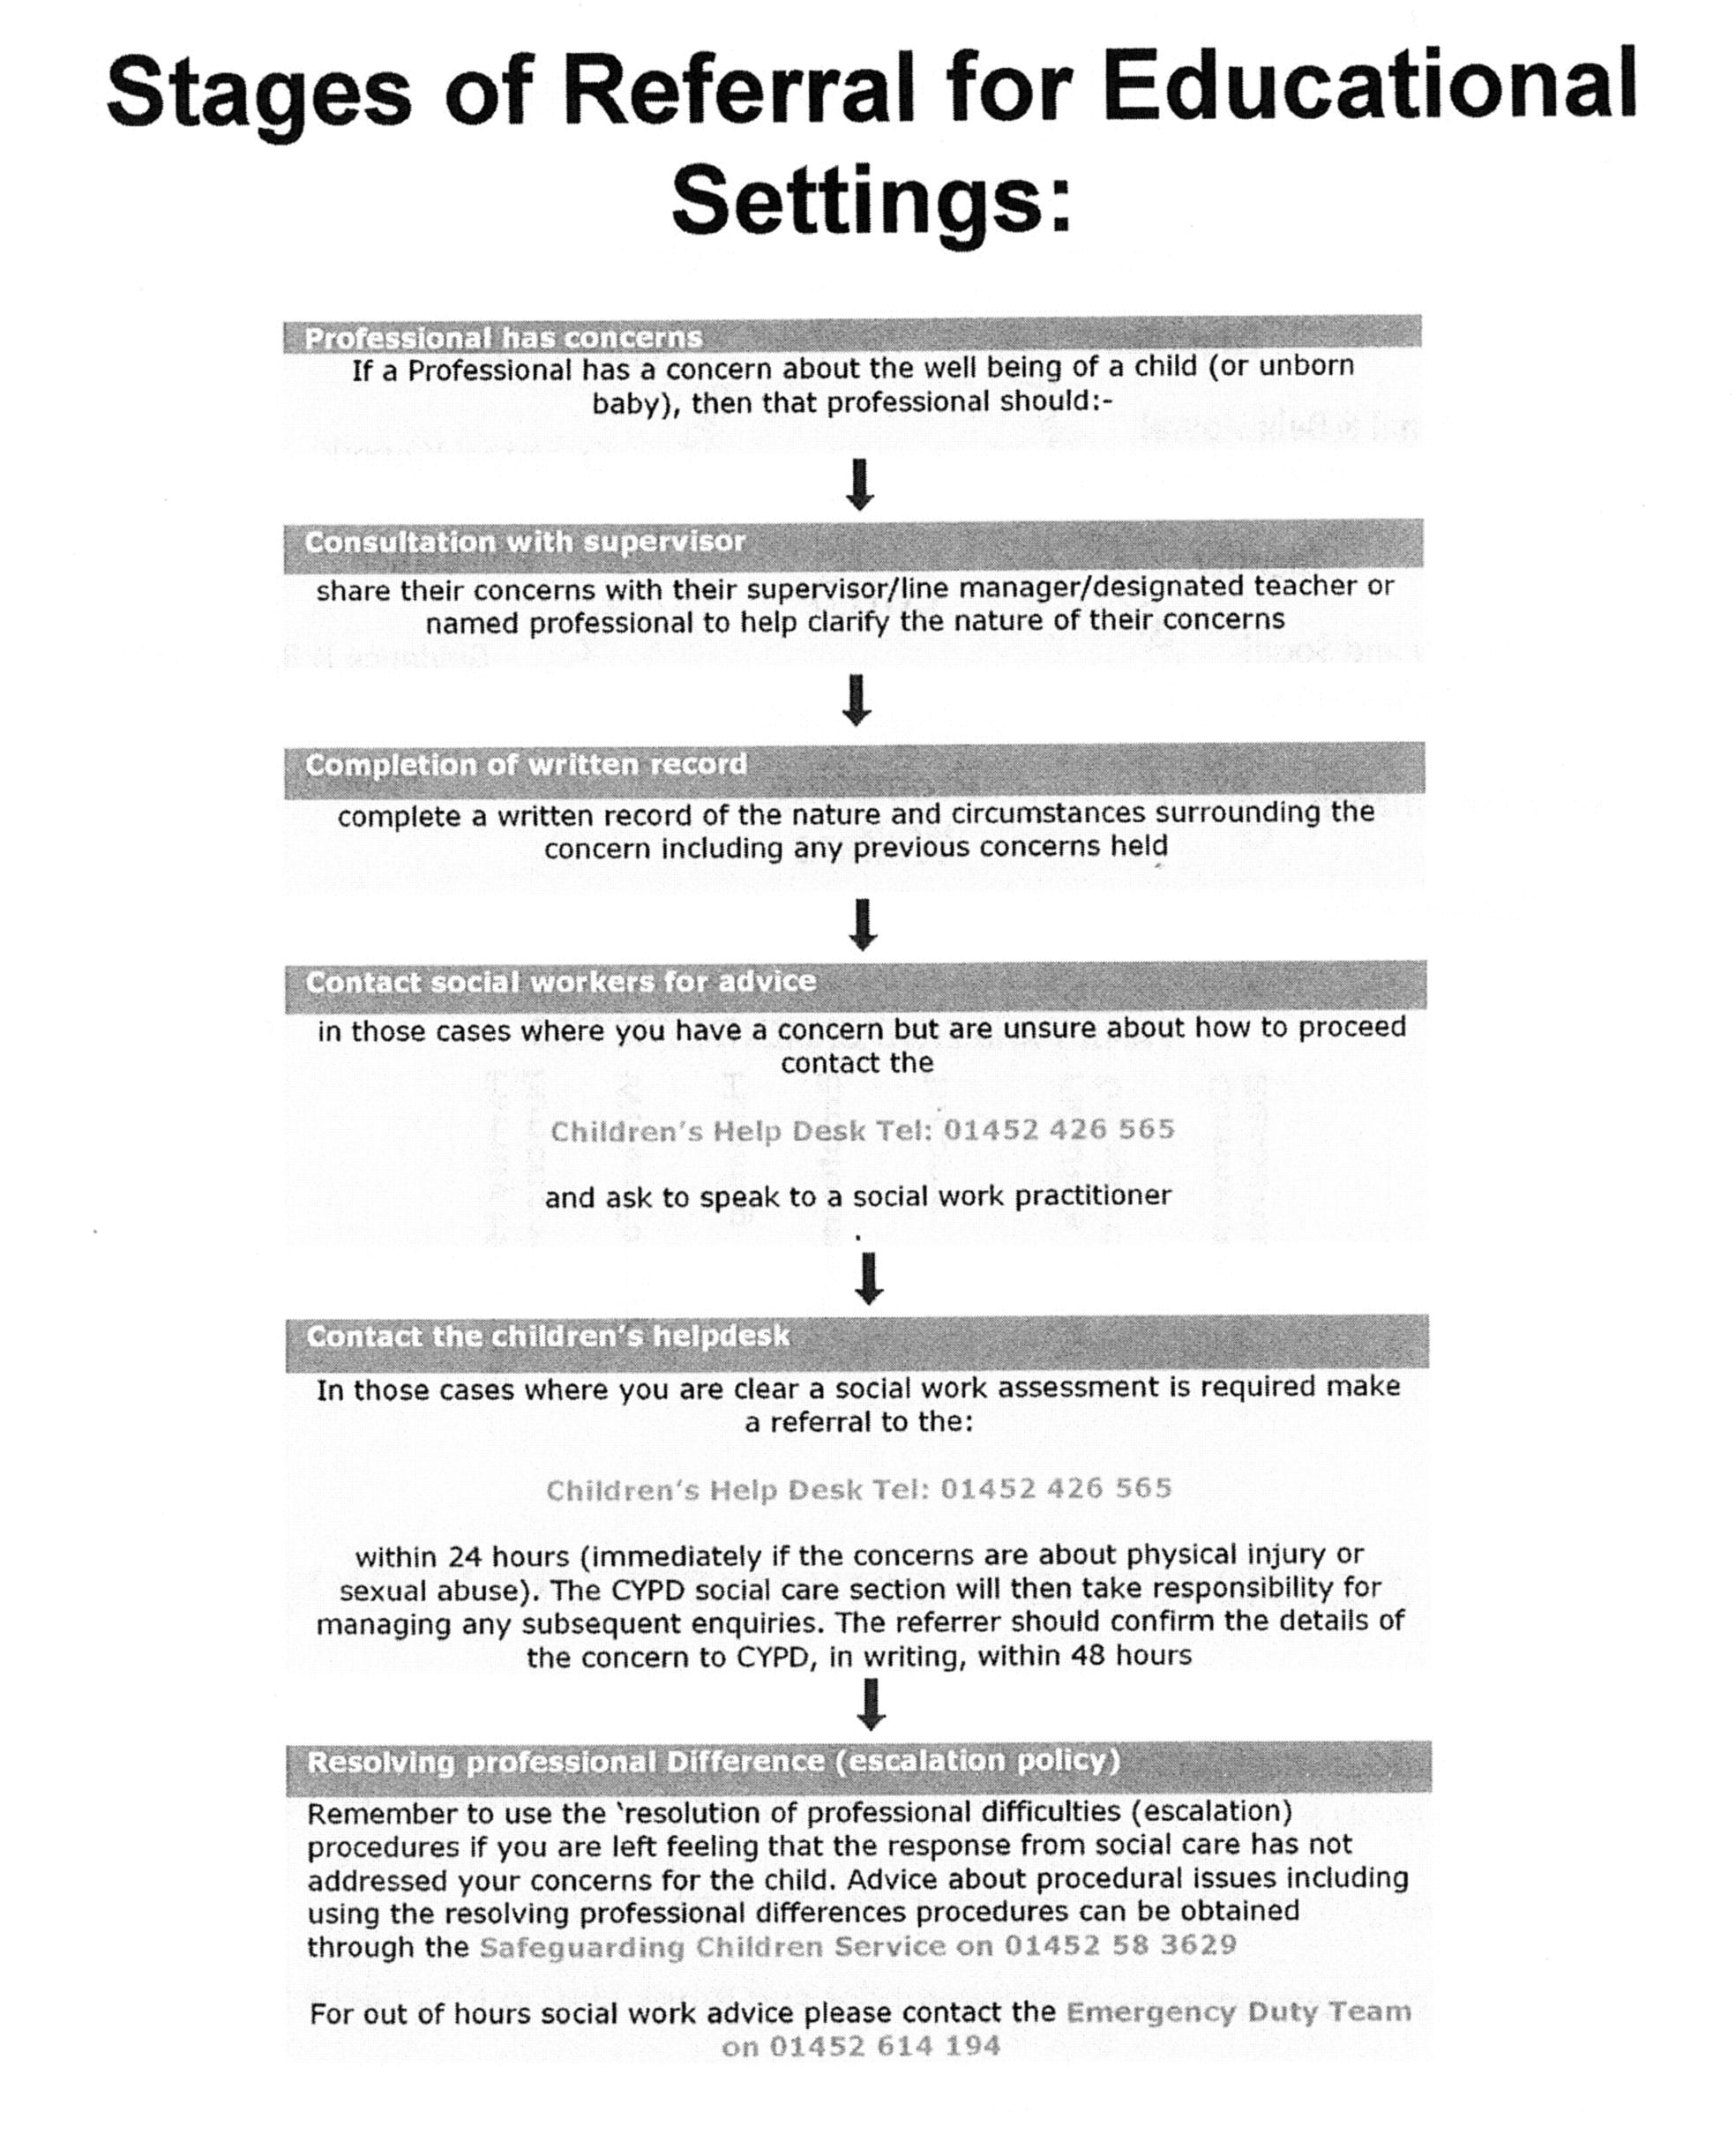 Stages of Referral for Educational
Settings:
Professional has concerns
If a Professional has a concern about the well being of a child (or unborn
baby), then that professional should:-
Consultation with supervisor
share their concerns with their supervisor/line manager/designated teacher or
named professional to help clarify the nature of their concerns
Completion of written record
complete a written record of the nature and circumstances surrounding the
concern including any previous concerns held
Contact social workers for advice
in those cases where you have a concern but are unsure about how to proceed
contact the
Children's Help Desk Tel: 01452 426 565
and ask to speak to a social work practitioner
.
Contact the children's helpdesk
In those cases where you are clear a social work assessment is required make
a referral to the:
Children's Help Desk Tel: 01452 426 565
within 24 hours (immediately if the concerns are about physical injury or
sexual abuse). The CYPD social care section will then take responsibility for
managing any subsequent enquiries. The referrer should confirm the details of
the concern to CYPD, in writing, within 48 hours
Resolving professional Difference (escalation policy)
Remember to use the 'resolution of professional difficulties (escalation)
procedures if you are left feeling that the response from social care has not
addressed your concerns for the child. Advice about procedural issues including
using the resolving professional differences procedures can be obtained
through the Safeguarding Children Service on 01452 58 3629
For out of hours social work advice please contact the Emergency Duty Team
on 01452 614 194